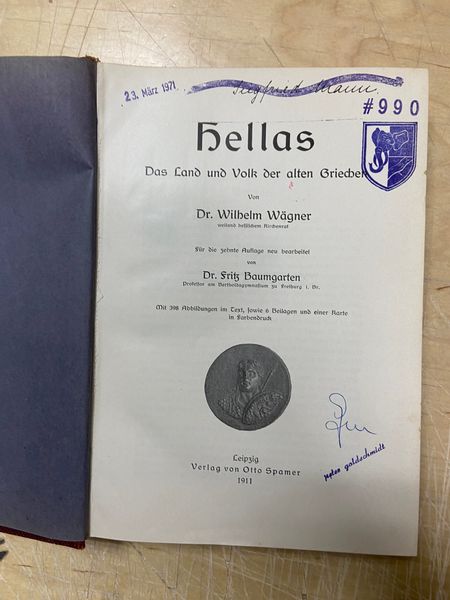 23. März 1971
Siegfried Mann.
#990
Hellas
Das Land und Volk der alten Griechen
Von
Dr. Wilhelm Wägner
weiland hessischem Kirchenrat
Für die zehnte Auflage neu bearbeitet
von
Dr. Fritz Baumgarten
Professor am Bertholdsgymnasium zu Freiburg i. Br.
Mit 398 Abbildungen im Text, sowie 6 Beilagen und einer Karte
in Farbendruck
goldschmidt
Leipzig
Verlag von Otto Spamer
1911